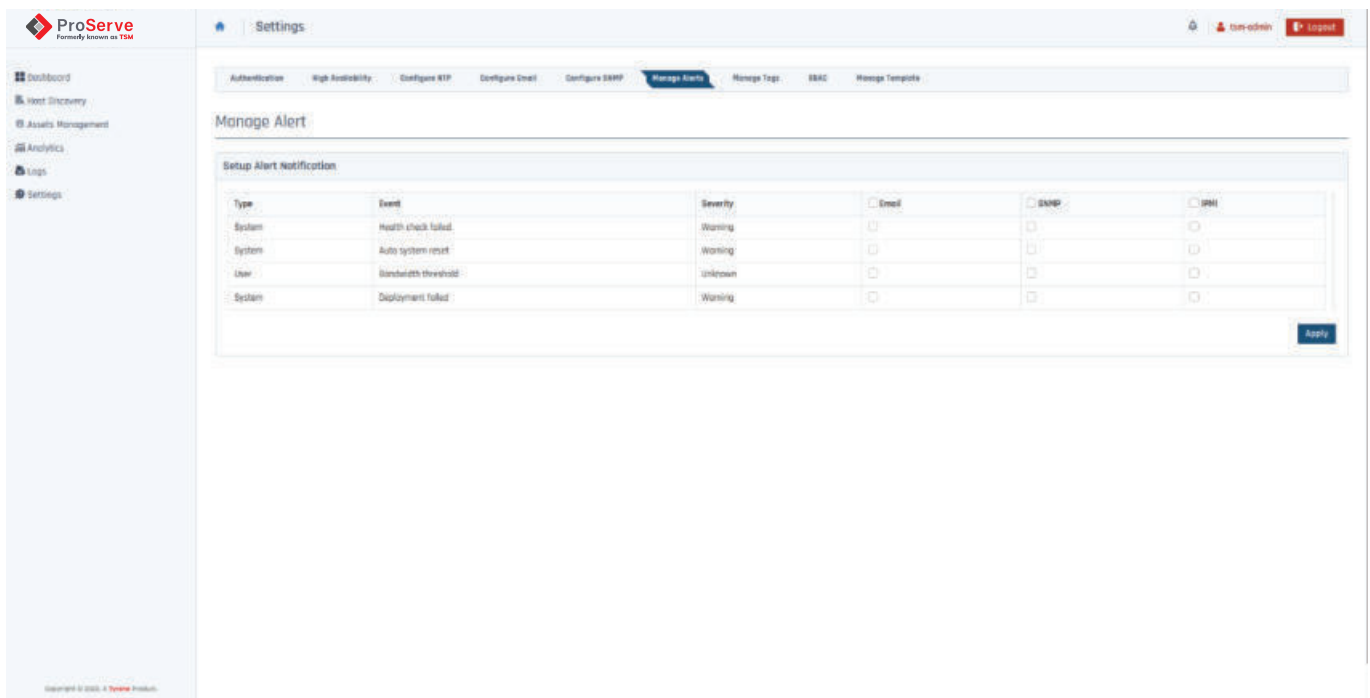 ProServe
Formerly known as TSM
Settings
tsm-admin
Logout
Dashboard
Host Discovery
Assets Management
Analytics
Logs
Settings
Authentication High Availability Configure NTP Configure Email Configure SNMP Manage Alerts Manage Tags RBAC Manage Template
Manage Alert
Setup Alert Notification
Type Event Severity Email SNMP IPMI
System Health check failed Warning
System Auto system reset Warning
User Bandwidth threshold Unknown
System Deployment failed Warning
Apply
Copyright © A Tyrone Product.